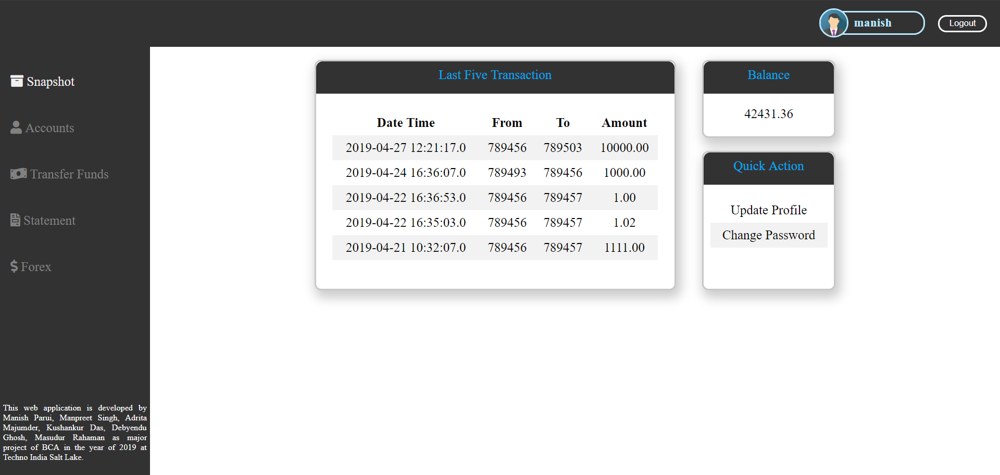 manish
Logout
Snapshot
Accounts
Transfer Funds
Statement
Forex
Last Five Transaction
Date Time From To Amount
2019-04-27 12:21:17.0 789456 789503 10000.00
2019-04-24 16:36:07.0 789493 789456 1000.00
2019-04-22 16:36:53.0 789456 789457 1.00
2019-04-22 16:35:03.0 789456 789457 1.02
2019-04-21 10:32:07.0 789456 789457 1111.00
Balance
42431.36
Quick Action
Update Profile
Change Password
This web application is developed by
Manish Parui, Manpreet Singh, Adrita
Majumder, Kushankur Das, Debyendu
Ghosh, Masudur Rahaman as major
project of BCA in the year of 2019 at
Techno India Salt Lake.